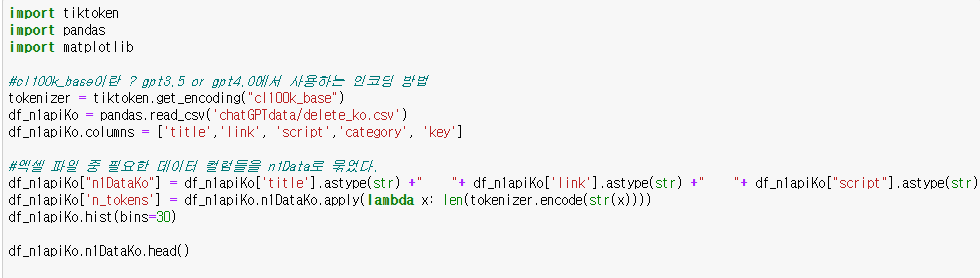 import tiktoken
import pandas
import matplotlib
#cl100k_base이란 ? gpt3.5 or gpt4.0에서 사용하는 인코딩 방법
tokenizer = tiktoken.get_encoding("cl100k_base")
df_n1apiKo = pandas.read_csv('chatGPTdata/delete_ko.csv')
df_n1apiKo.columns = ['title','link', 'script','category', 'key']
#엑셀 파일 중 필요한 데이터 컬럼들을 n1Data로 묶었다.
df_n1apiKo["n1DataKo"] = df_n1apiKo['title'].astype(str) +"    "+ df_n1apiKo['link'].astype(str) +"    "+ df_n1apiKo["script"].astype(str)
df_n1apiKo['n_tokens'] = df_n1apiKo.n1DataKo.apply(lambda x: len(tokenizer.encode(str(x))))
df_n1apiKo.hist(bins=30)
df_n1apiKo.n1DataKo.head()